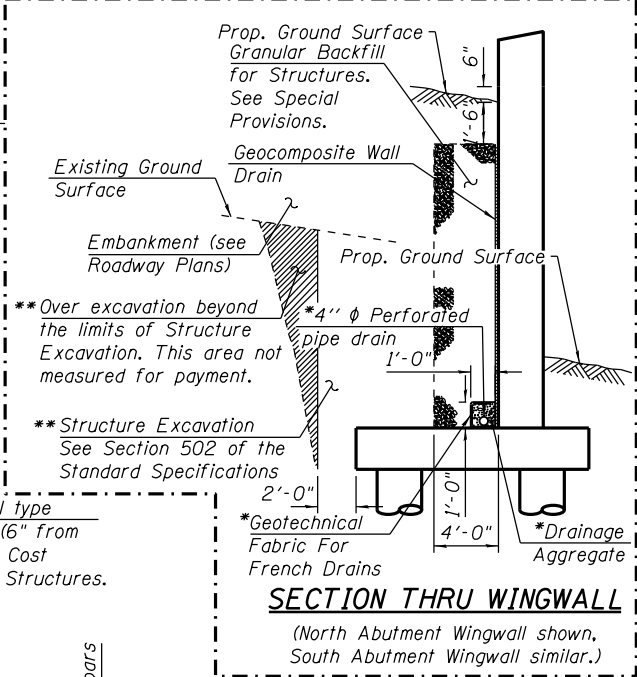 Prop. Ground Surface
Granular Backfill
for Structures.
See Special
Provisions.
6"
1'-6"
Geocomposite Wall
Drain
Existing Ground
Surface
Embankment (see
Roadway Plans)
Prop. Ground Surface
** Over excavation beyond
the limits of Structure
Excavation. This area not
measured for payment.
*4'' ϕ Perforated
pipe drain
1'-0"
** Structure Excavation
See Section 502 of the
Standard Specifications
2'-0"
1'-0"
4'-0"
*Geotechnical
Fabric For
French Drains
*Drainage
Aggregate
type
(6" from
Cost
Structures.
bars
SECTION THRU WINGWALL
(North Abutment Wingwall shown,
South Abutment Wingwall similar.)